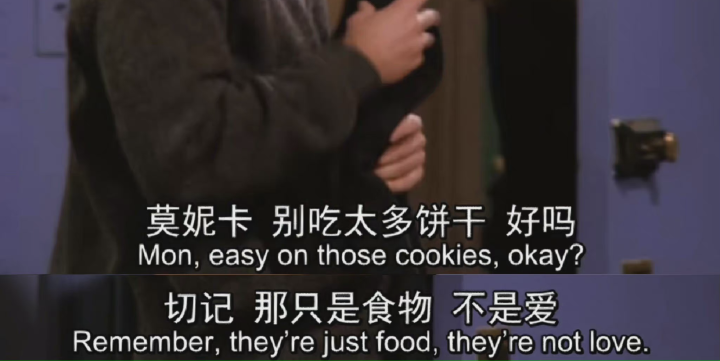 莫妮卡 别吃太多饼干 好吗
Mon, easy on those cookies, okay?
切记 那只是食物 不是爱
Remember, they're just food, they're not love.